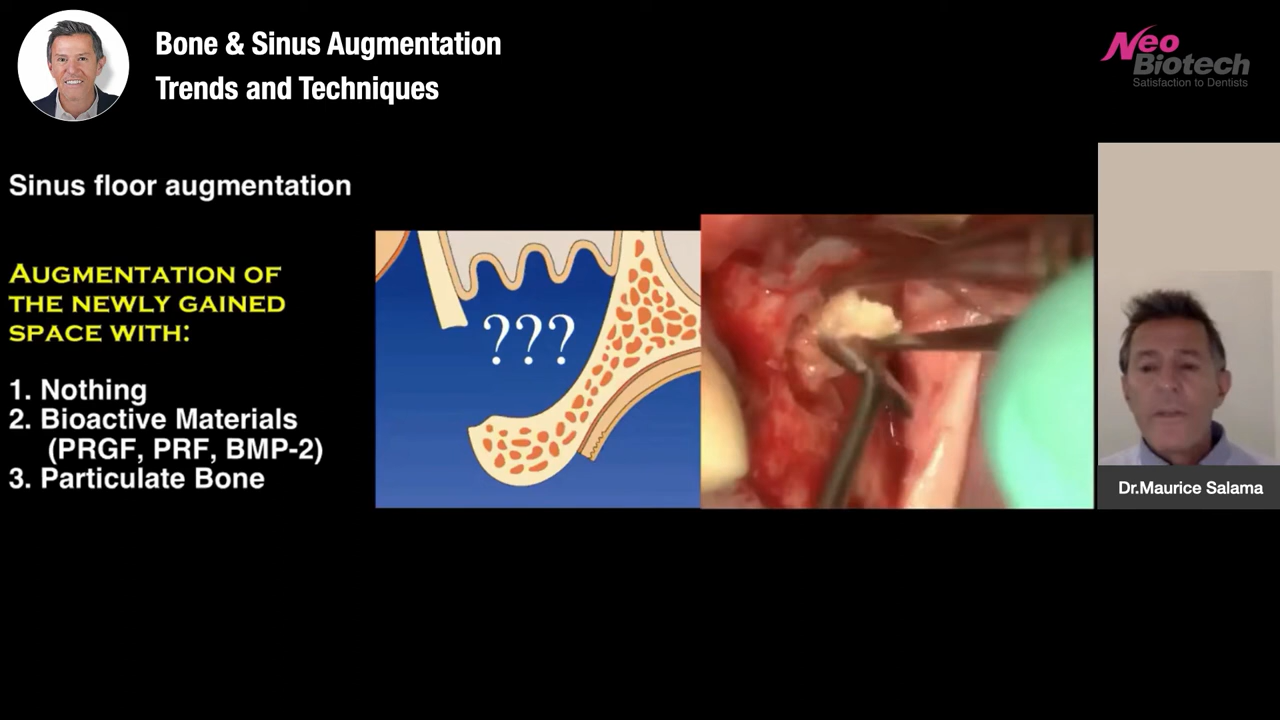 Bone & Sinus Augmentation
Trends and Techniques
Neo
Biotech
Satisfaction to Dentists
Sinus floor augmentation
AUGMENTATION OF
THE NEWLY GAINED
SPACE WITH:
1. Nothing
2. Bioactive Materials
(PRGF, PRF, BMP-2)
3. Particulate Bone
???
Dr.Maurice Salama